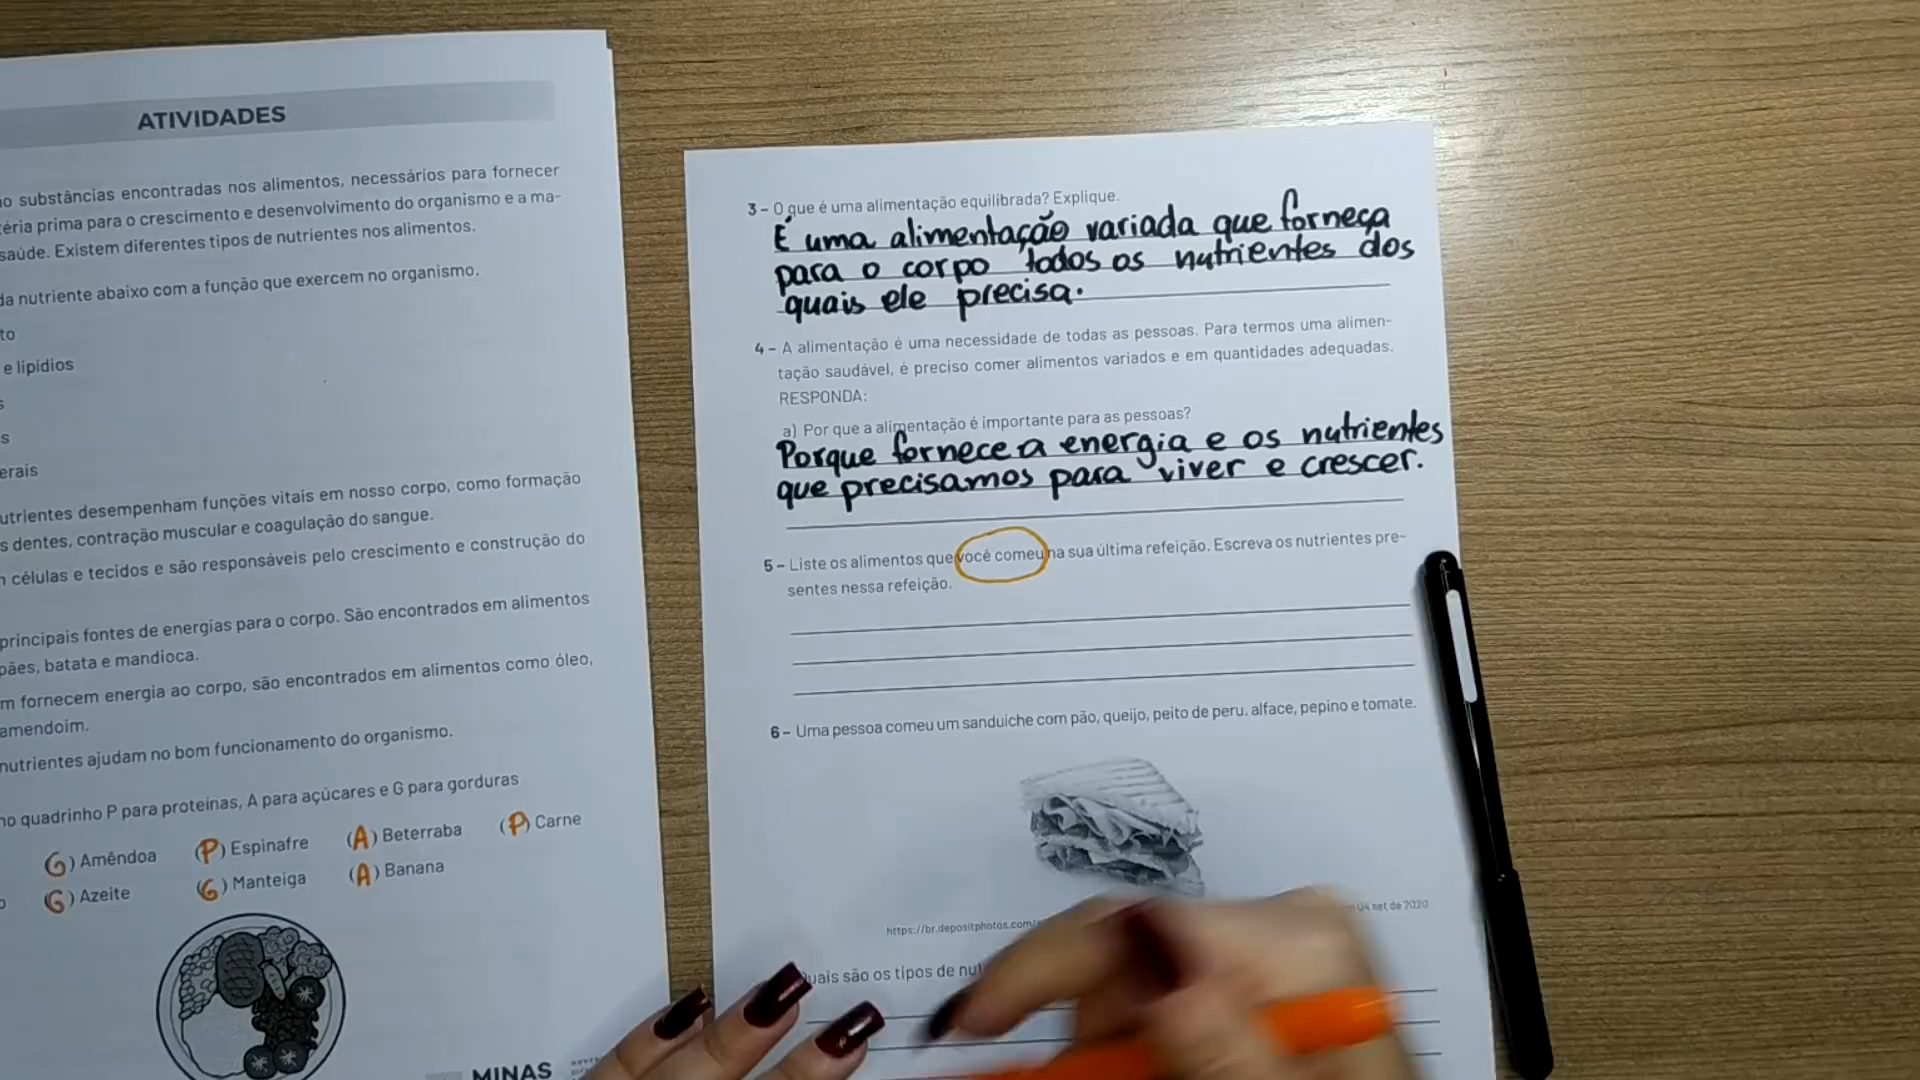 ATIVIDADES
substâncias encontradas nos alimentos, necessários para fornecer
téria prima para o crescimento e desenvolvimento do organismo e a ma-
saúde. Existem diferentes tipos de nutrientes nos alimentos.
da nutriente abaixo com a função que exercem no organismo.
to
e lipídios
s
s
erais
utrientes desempenham funções vitais em nosso corpo, como formação
s dentes, contração muscular e coagulação do sangue.
células e tecidos e são responsáveis pelo crescimento e construção do
principais fontes de energias para o corpo. São encontrados em alimentos
pães, batata e mandioca.
m fornecem energia ao corpo, são encontrados em alimentos como óleo,
amendoim.
nutrientes ajudam no bom funcionamento do organismo.
no quadrinho P para proteínas, A para açúcares e G para gorduras
(G) Amêndoa (P) Espinafre (A) Beterraba (P) Carne
(G) Azeite (G) Manteiga (A) Banana
MINAS
3 - O que é uma alimentação equilibrada? Explique.
É uma alimentação variada que forneça
para o corpo todos os nutrientes dos
quais ele precisa.
4 - A alimentação é uma necessidade de todas as pessoas. Para termos uma alimen-
tação saudável, é preciso comer alimentos variados e em quantidades adequadas.
RESPONDA:
a) Por que a alimentação é importante para as pessoas?
Porque fornece a energia e os nutrientes
que precisamos para viver e crescer.
5 - Liste os alimentos que você comeu na sua última refeição. Escreva os nutrientes pre-
sentes nessa refeição.
6 - Uma pessoa comeu um sanduiche com pão, queijo, peito de peru, alface, pepino e tomate.
https://br.depositphotos.com/
04 set de 2020
uais são os tipos de nut